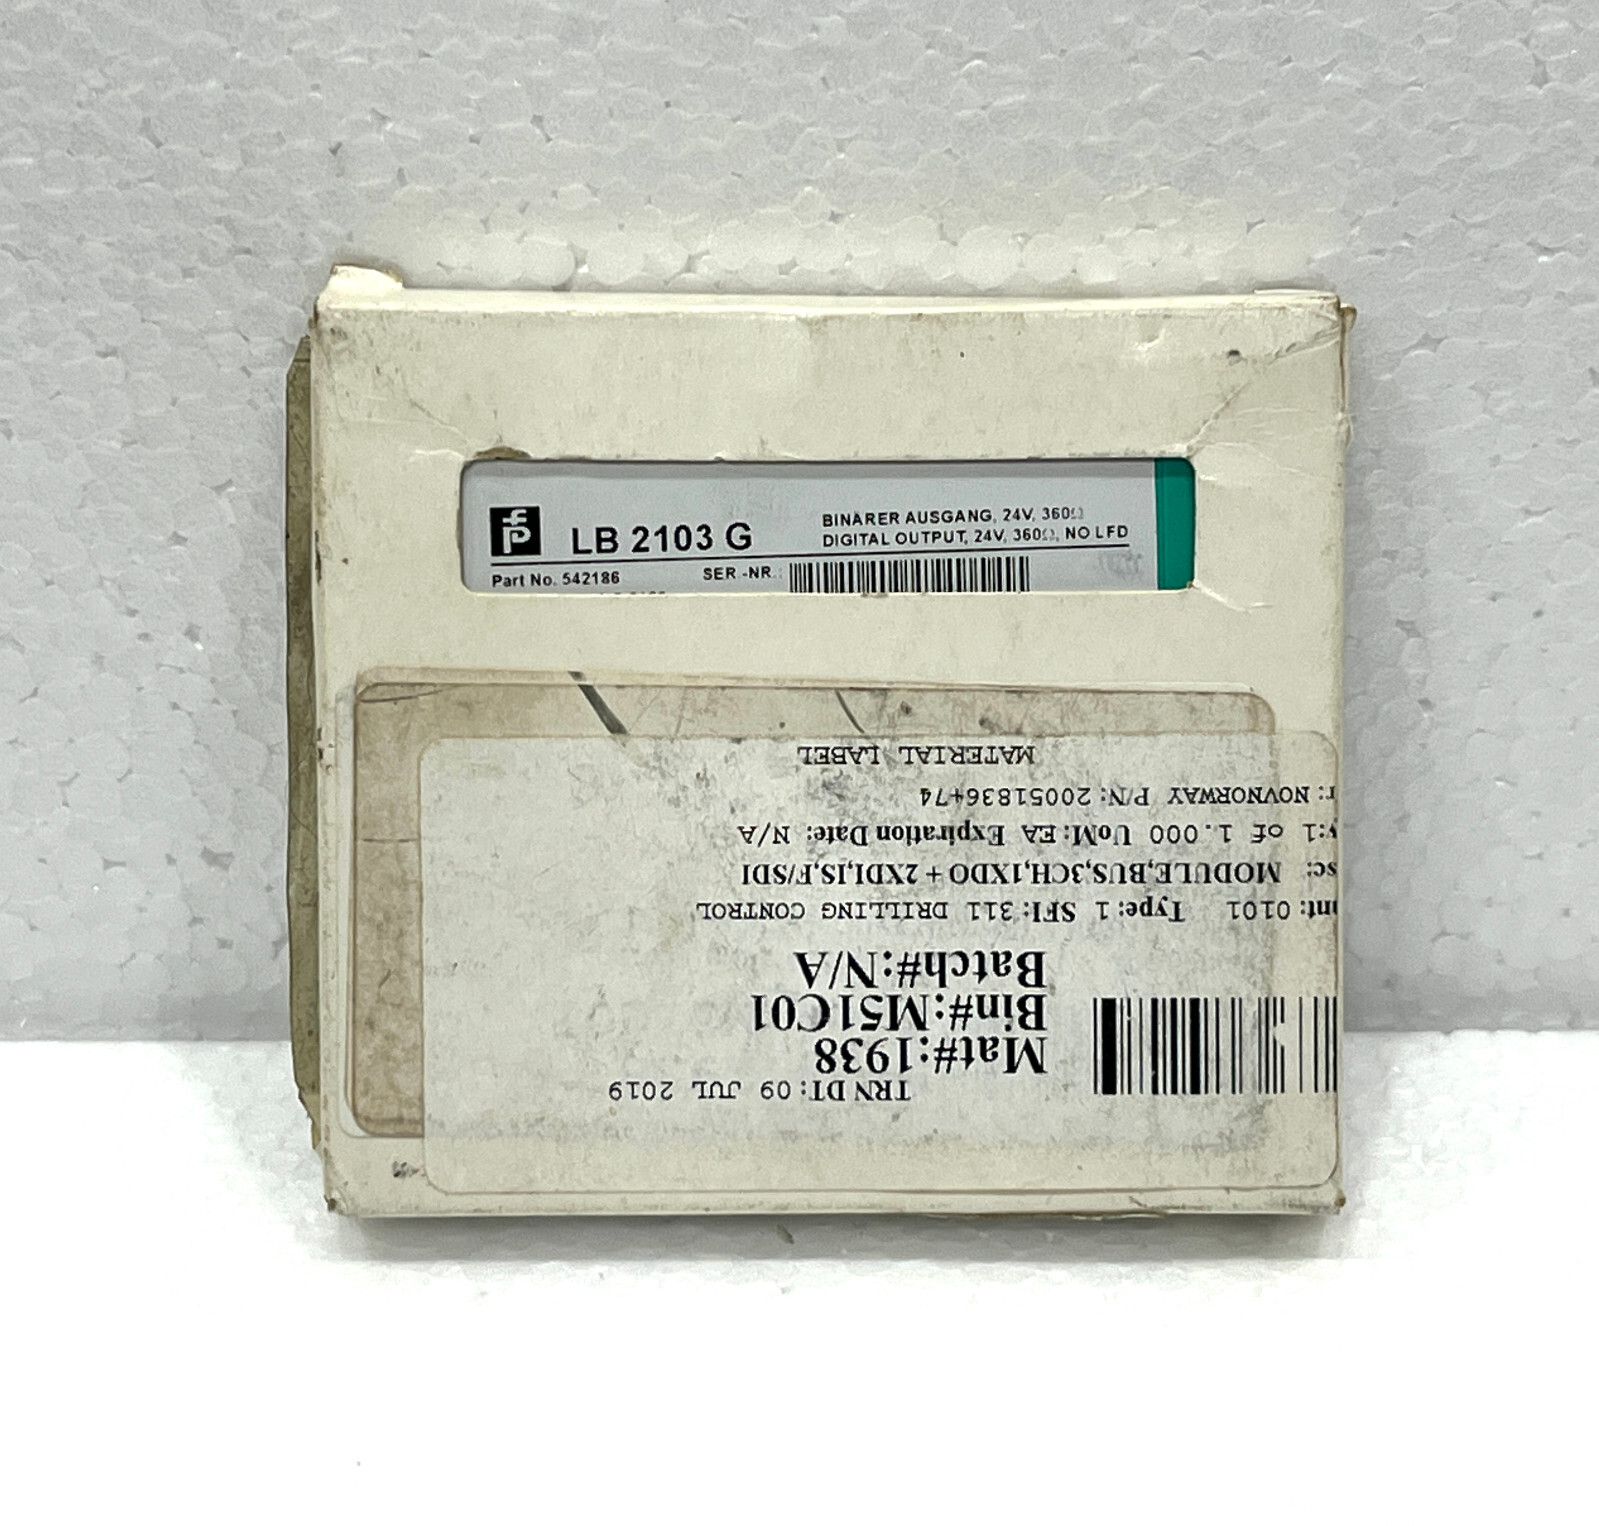 LB 2103 G
BINÄRER AUSGANG, 24V, 360Ω
DIGITAL OUTPUT, 24V, 360Ω, NO LFD
Part No. 542186
SER.-NR.:
TRN DT: 09 JUL 2019
Mat#:1938
Bin#:M51C01
Batch#:N/A
0101 Type:1 SFI:311 DRILLING CONTROL
MODULE,BUS,3CH,1XDO + 2XDI,IS,F/SDI
:1 of 1.000 UoM:EA Expiration Date: N/A
: NOVNORWAY P/N:20051836+74
MATERIAL LABEL